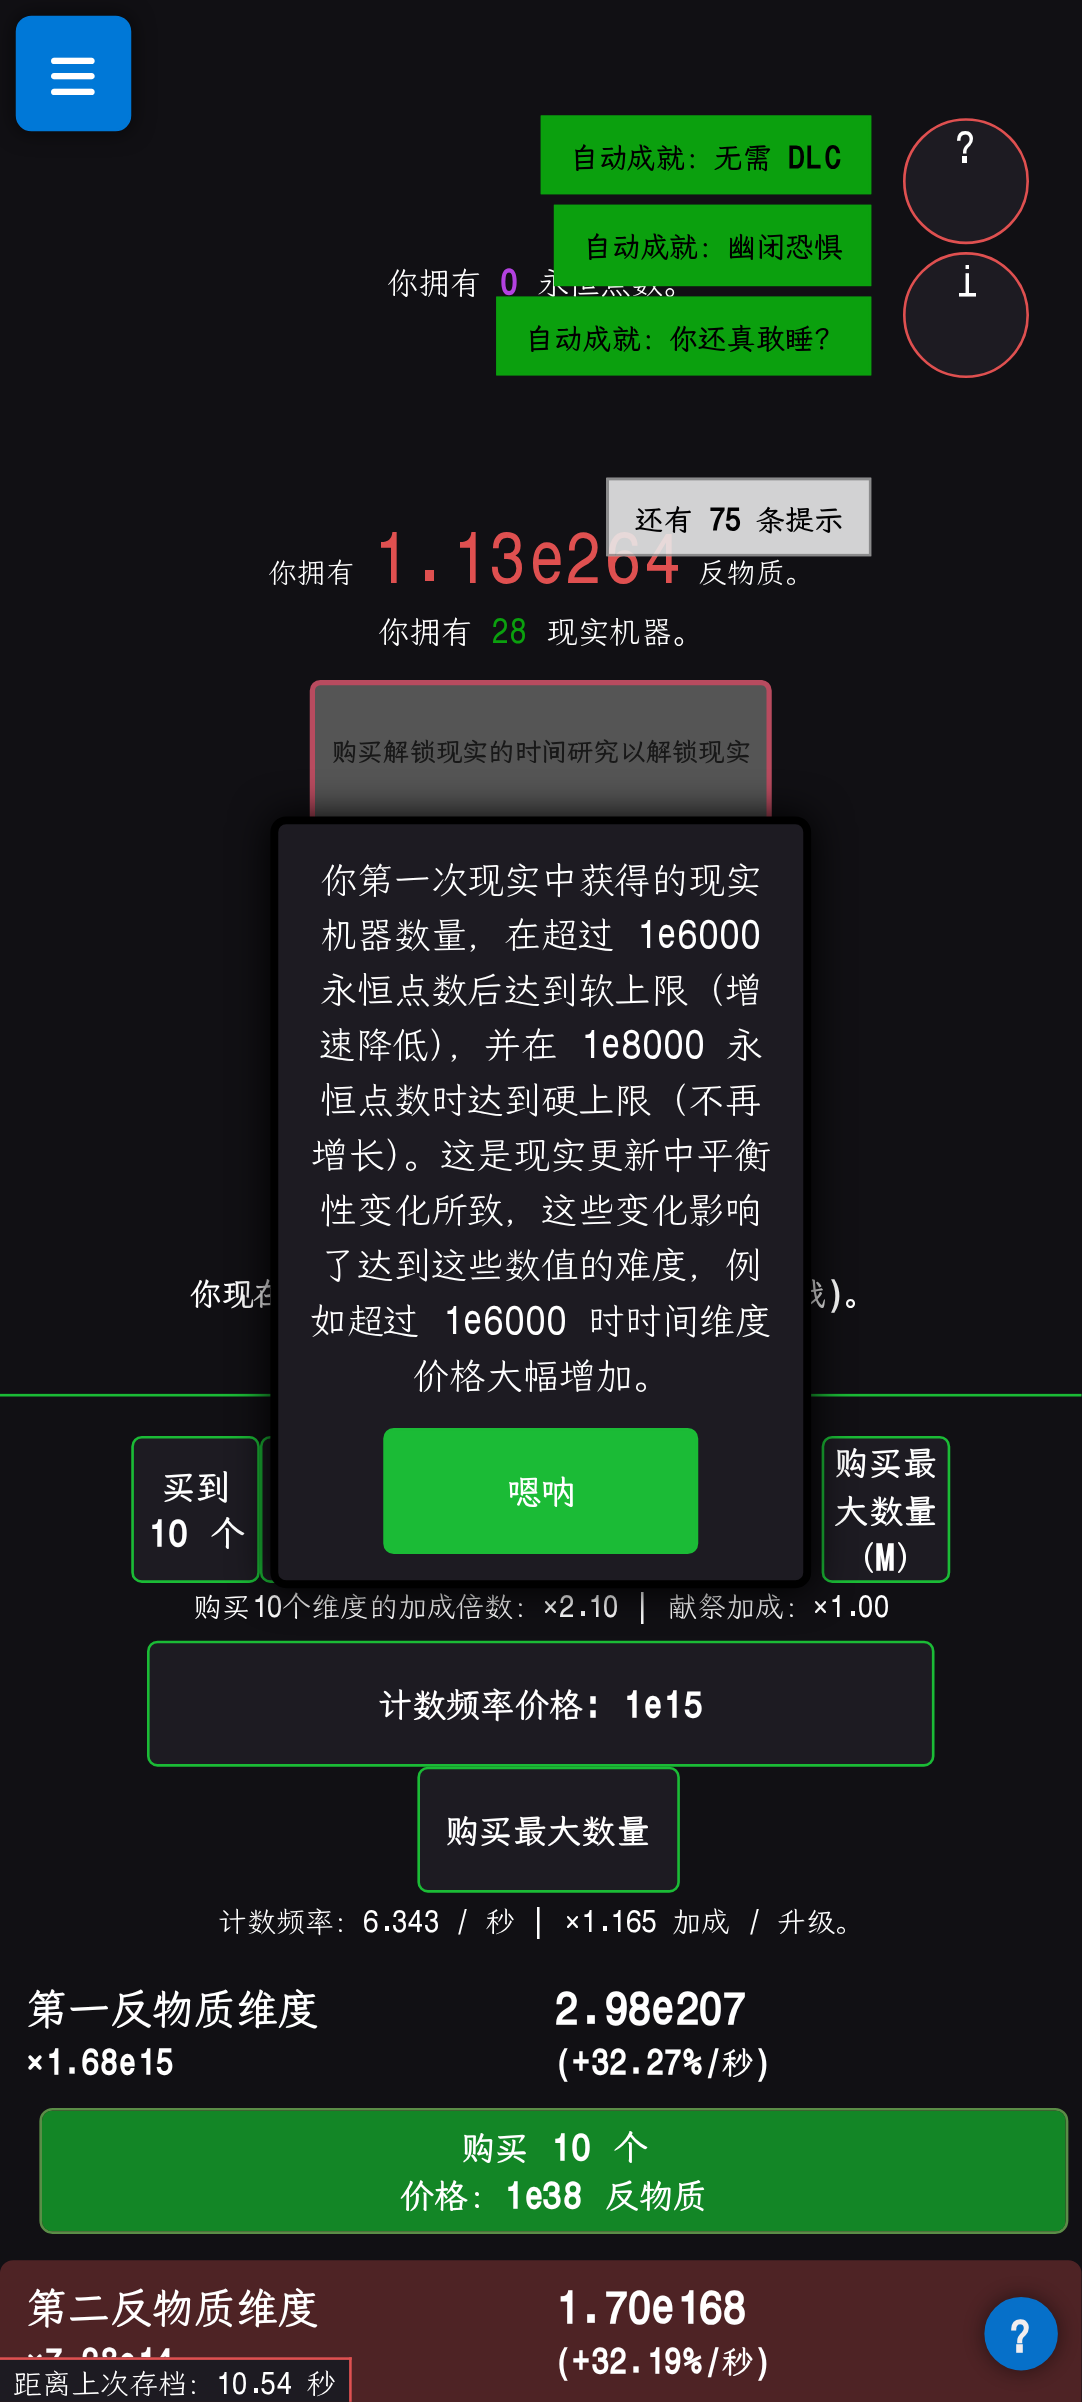 自动成就: 无需 DLC
?
自动成就: 幽闭恐惧
你拥有 0 永恒点数。
自动成就: 你还真敢睡?
还有 75 条提示
你拥有 1.13e264 反物质。
你拥有 28 现实机器。
购买解锁现实的时间研究以解锁现实
你第一次现实中获得的现实
机器数量, 在超过 1e6000
永恒点数后达到软上限 (增
速降低), 并在 1e8000 永
恒点数时达到硬上限 (不再
增长)。这是现实更新中平衡
性变化所致, 这些变化影响
了达到这些数值的难度, 例
如超过 1e6000 时时间维度
价格大幅增加。
嗯呐
你现在
)。
买到
10 个
购买最
大数量
(M)
购买10个维度的加成倍数: ×2.10 | 献祭加成: ×1.00
计数频率价格: 1e15
购买最大数量
计数频率: 6.343 / 秒 | ×1.165 加成 / 升级。
第一反物质维度 2.98e207
×1.68e15 (+32.27%/秒)
购买 10 个
价格: 1e38 反物质
第二反物质维度 1.70e168
(+32.19%/秒)
?
距离上次存档: 10.54 秒